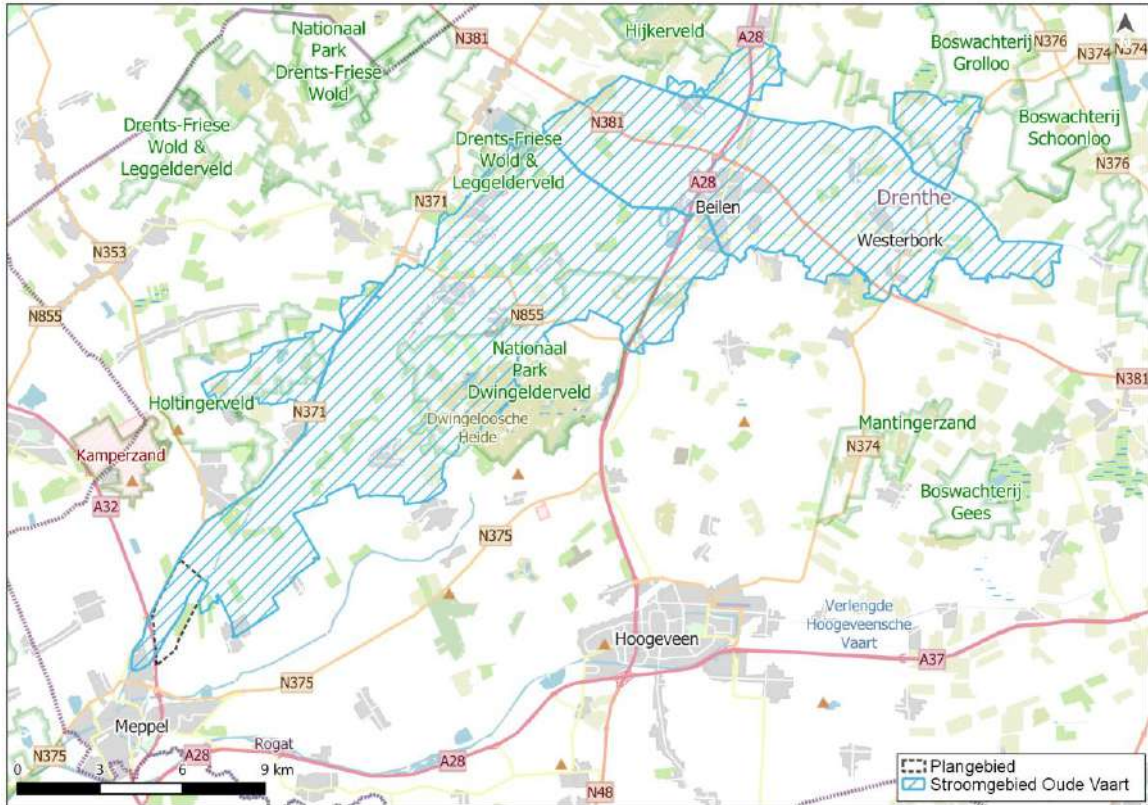 Nationaal
Park
Drents-Friese
Wold
N381
Hijkerveld
A28
Boswachterij
Grolloo
N376
N374
N374
Drents-Friese
Wold &
Leggelderveld
Drents-Friese
Wold &
Leggelderveld
N381
Boswachterij
Schoonloo
N376
N371
A28
Beilen
Drenthe
Westerbork
N353
N855
N855
Nationaal
Park
Dwingelderveld
N381
Holtingerveld
N371
Dwingeloosche
Heide
Mantingerzand
N374
Kamperzand
A32
Boswachterij
Gees
N375
Verlengde
Hoogeveensche
Vaart
Hoogeveen
A37
N375
Meppel
N375
A28
Rogat
A28
N48
0 3 6 9 km
Plangebied
Stroomgebied Oude Vaart